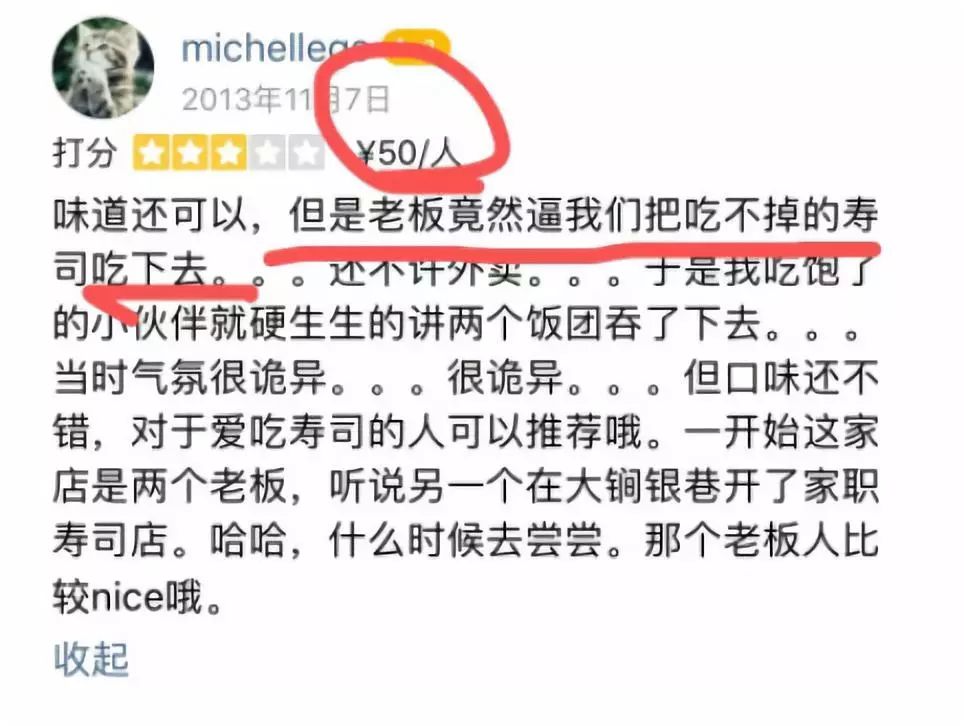 michellego
2013年11月7日
打分 ¥50/人
味道还可以，但是老板竟然逼我们把吃不掉的寿
司吃下去。。。还不许外卖。。。于是我吃饱了
的小伙伴就硬生生的讲两个饭团吞了下去。。。
当时气氛很诡异。。。很诡异。。。但口味还不
错，对于爱吃寿司的人可以推荐哦。一开始这家
店是两个老板，听说另一个在大锏银巷开了家职
寿司店。哈哈，什么时候去尝尝。那个老板人比
较nice哦。
收起